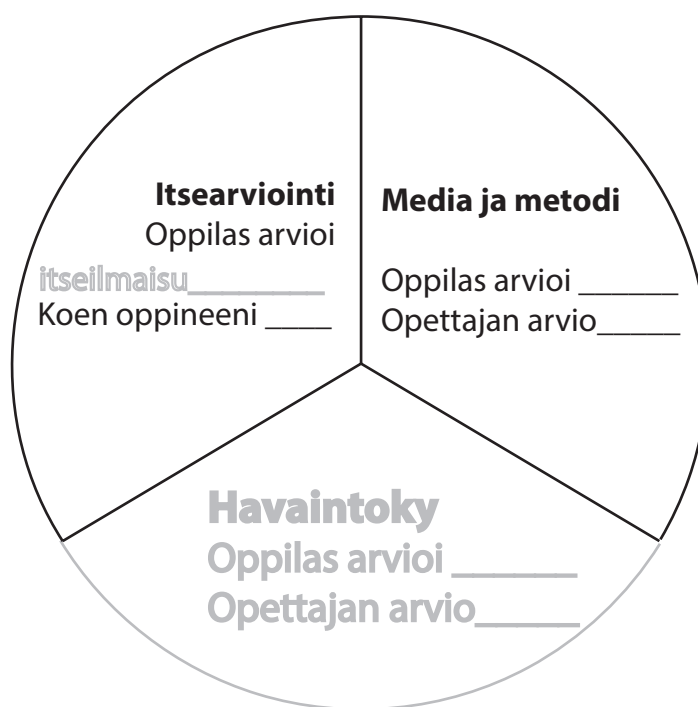 Itsearviointi
Oppilas arvioi
itseilmaisu________
Koen oppineeni ____
Media ja metodi
Oppilas arvioi ______
Opettajan arvio_____
Havaintoky
Oppilas arvioi ______
Opettajan arvio_____